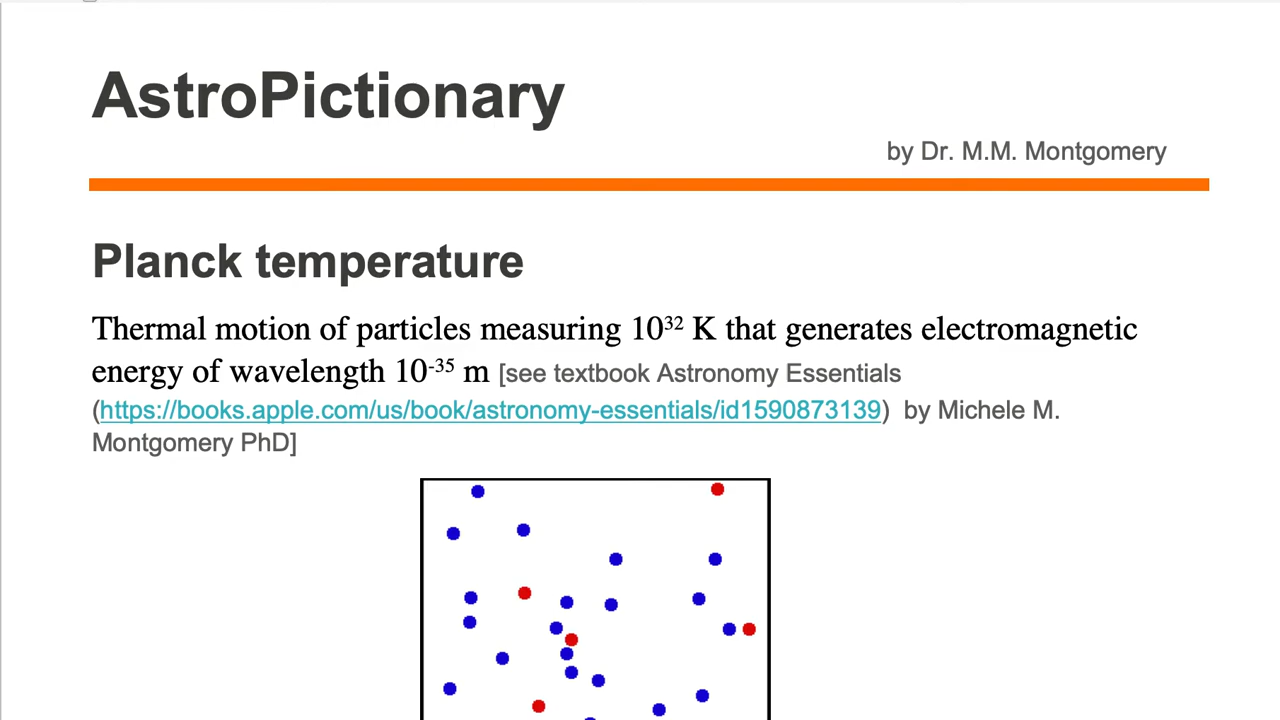 AstroPictionary
by Dr. M.M. Montgomery
Planck temperature
Thermal motion of particles measuring 10³² K that generates electromagnetic
energy of wavelength 10⁻³⁵ m [see textbook Astronomy Essentials
(https://books.apple.com/us/book/astronomy-essentials/id1590873139)  by Michele M.
Montgomery PhD]